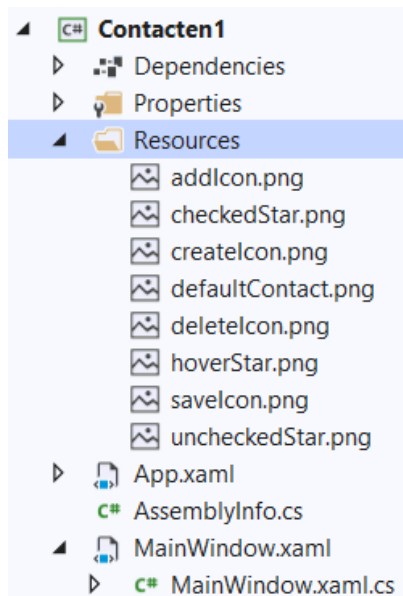 C# Contacten1
Dependencies
Properties
Resources
addIcon.png
checkedStar.png
createIcon.png
defaultContact.png
deleteIcon.png
hoverStar.png
saveIcon.png
uncheckedStar.png
App.xaml
C# AssemblyInfo.cs
MainWindow.xaml
C# MainWindow.xaml.cs